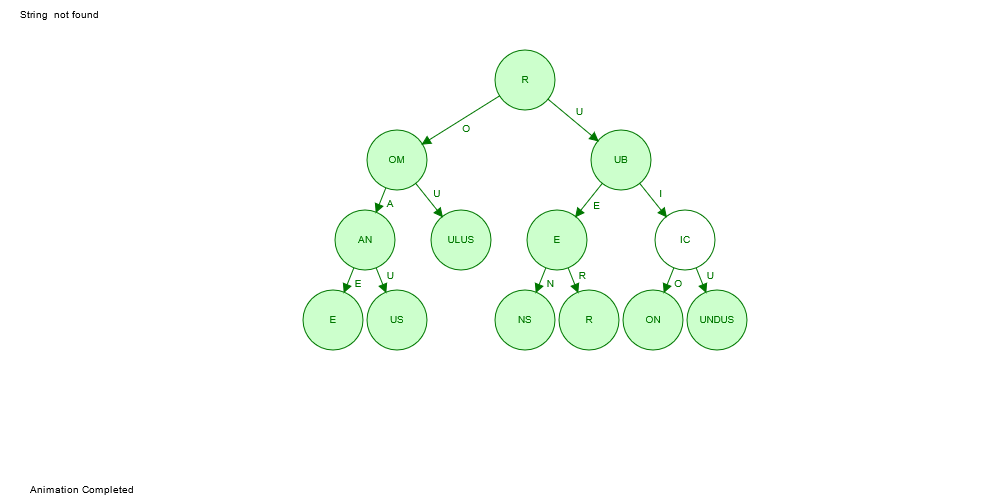 String  not found
R
O
U
OM
UB
A
U
E
I
AN
ULUS
E
IC
E
U
N
R
O
U
E
US
NS
R
ON
UNDUS
Animation Completed